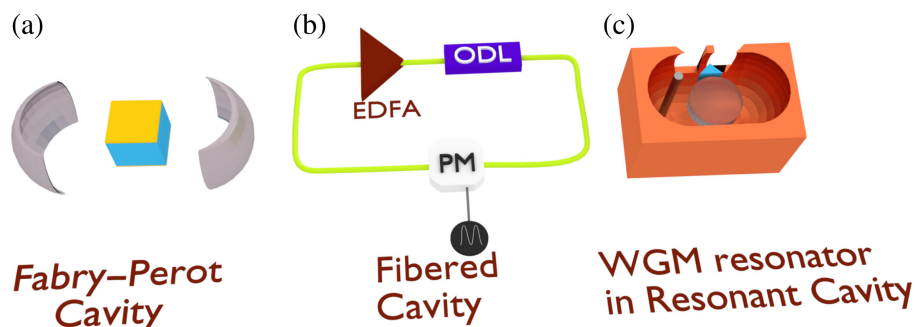 (a)
(b)
(c)
ODL
EDFA
PM
Fabry–Perot
Cavity
Fibered
Cavity
WGM resonator
in Resonant Cavity